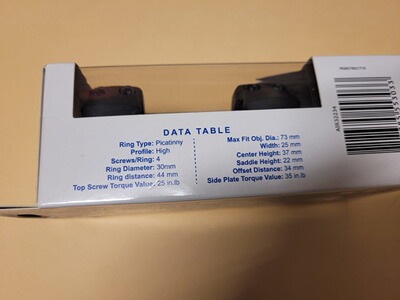 DATA TABLE
Ring Type: Picatinny
Profile: High
Screws/Ring: 4
Ring Diameter: 30mm
Ring distance: 44 mm
Top Screw Torque Value: 25 in.lb
Max Fit Obj. Dia.: 73 mm
Width: 25 mm
Center Height: 37 mm
Saddle Height: 22 mm
Offset Distance: 34 mm
Side Plate Torque Value: 35 in.lb